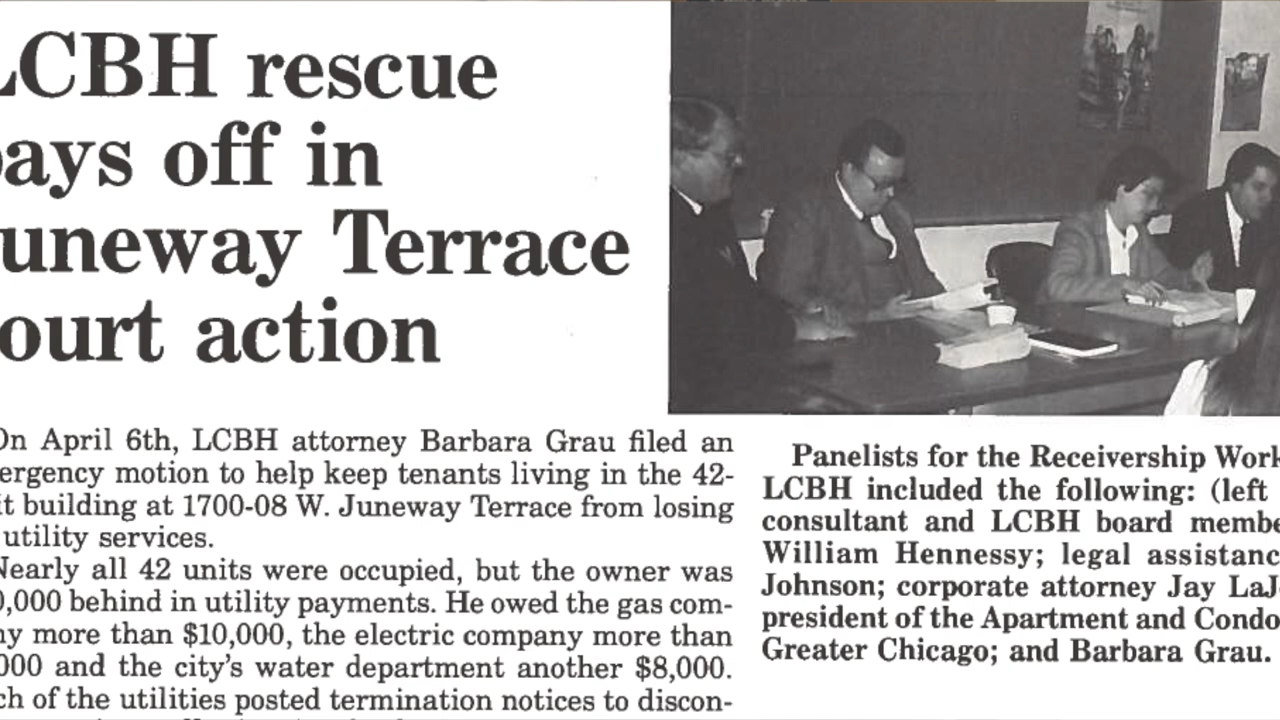 LCBH rescue
pays off in
Juneway Terrace
court action
On April 6th, LCBH attorney Barbara Grau filed an
ergency motion to help keep tenants living in the 42-
it building at 1700-08 W. Juneway Terrace from losing
utility services.
Nearly all 42 units were occupied, but the owner was
0,000 behind in utility payments. He owed the gas com-
ny more than $10,000, the electric company more than
000 and the city's water department another $8,000.
ch of the utilities posted termination notices to discon-
Panelists for the Receivership Work
LCBH included the following: (left
consultant and LCBH board membe
William Hennessy; legal assistanc
Johnson; corporate attorney Jay LaJ
president of the Apartment and Condo
Greater Chicago; and Barbara Grau.